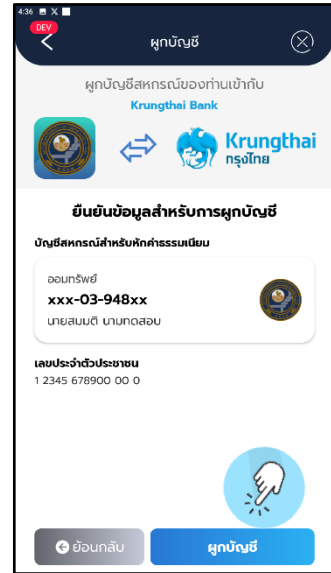 4:36
DEV
ผูกบัญชี
ผูกบัญชีสหกรณ์ของท่านเข้ากับ
Krungthai Bank
Krungthai
กรุงไทย
ยืนยันข้อมูลสำหรับการผูกบัญชี
บัญชีสหกรณ์สำหรับหักค่าธรรมเนียม
ออมทรัพย์
xxx-03-948xx
นายสมมติ นามทดสอบ
เลขประจำตัวประชาชน
1 2345 678900 00 0
ย้อนกลับ
ผูกบัญชี